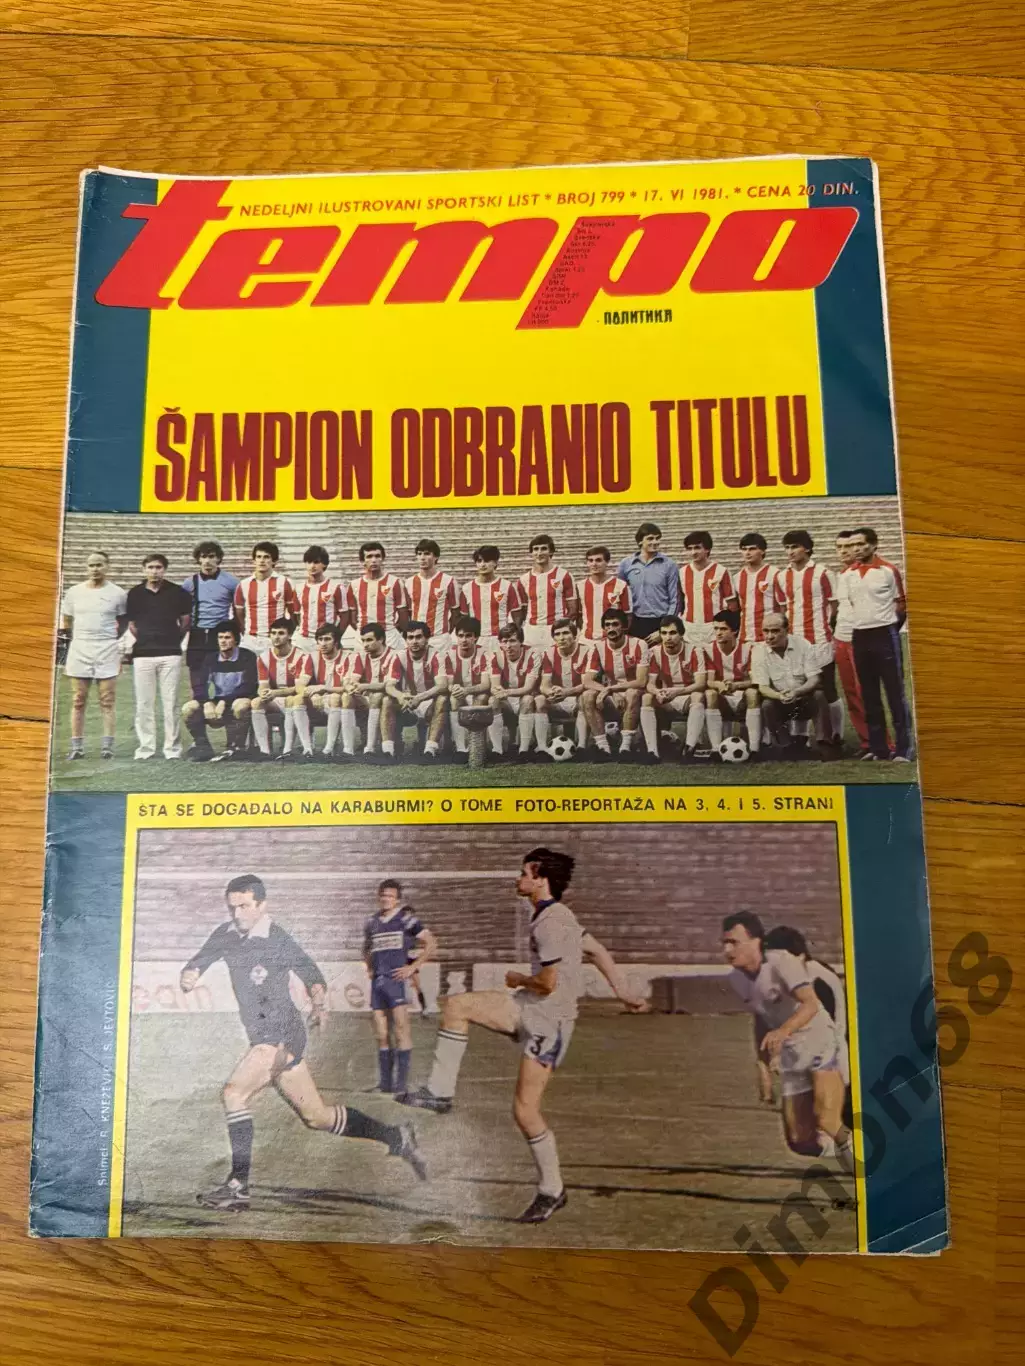 NEDELJNI ILUSTROVANI SPORTSKI LIST * BROJ 799 * 17. VI 1981. * CENA 20 DIN.
tempo
ПОЛИТИКА
ŠAMPION ODBRANIO TITULU
ŠTA SE DOGAĐALO NA KARABURMI? O TOME FOTO-REPORTAŽA NA 3, 4. I 5. STRANI
3
Snimci: R. KNEŽEVIĆ i S. JEVTOVIĆ
Dimon68